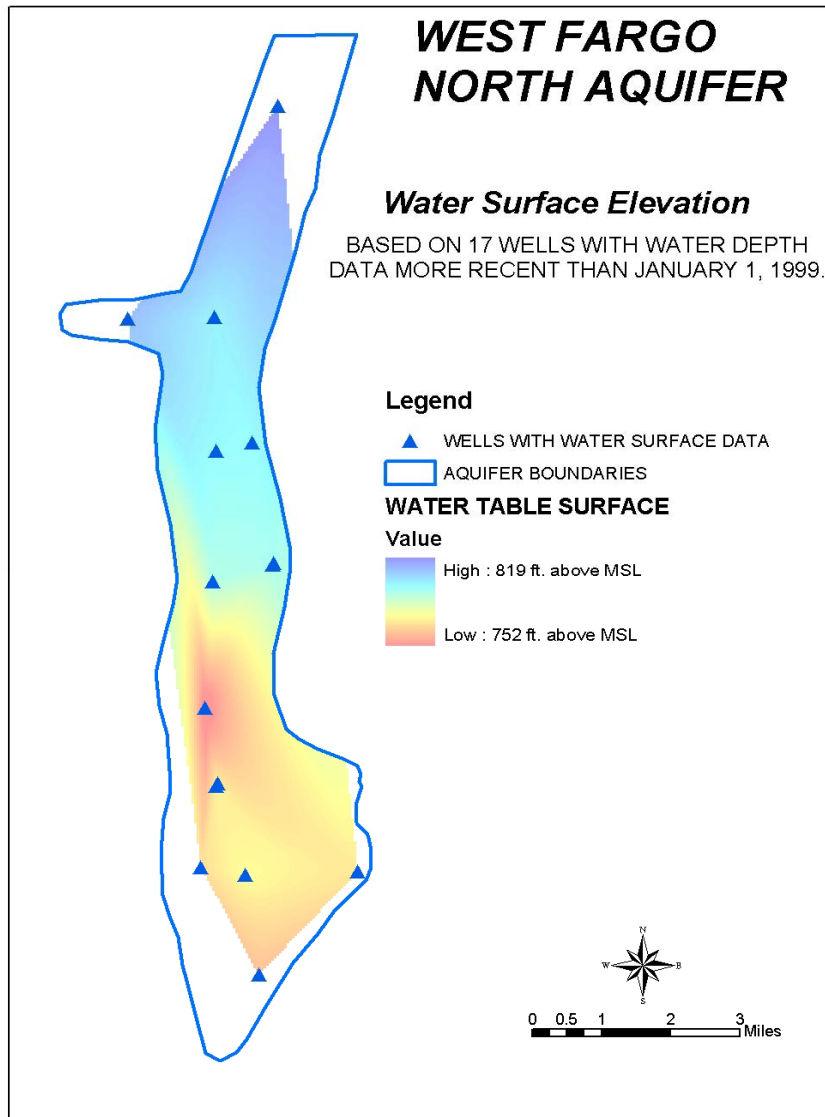 WEST FARGO
NORTH AQUIFER
Water Surface Elevation
BASED ON 17 WELLS WITH WATER DEPTH
DATA MORE RECENT THAN JANUARY 1, 1999.
Legend
WELLS WITH WATER SURFACE DATA
AQUIFER BOUNDARIES
WATER TABLE SURFACE
Value
High : 819 ft. above MSL
Low : 752 ft. above MSL
N
W E
S
0 0.5 1 2 3
Miles